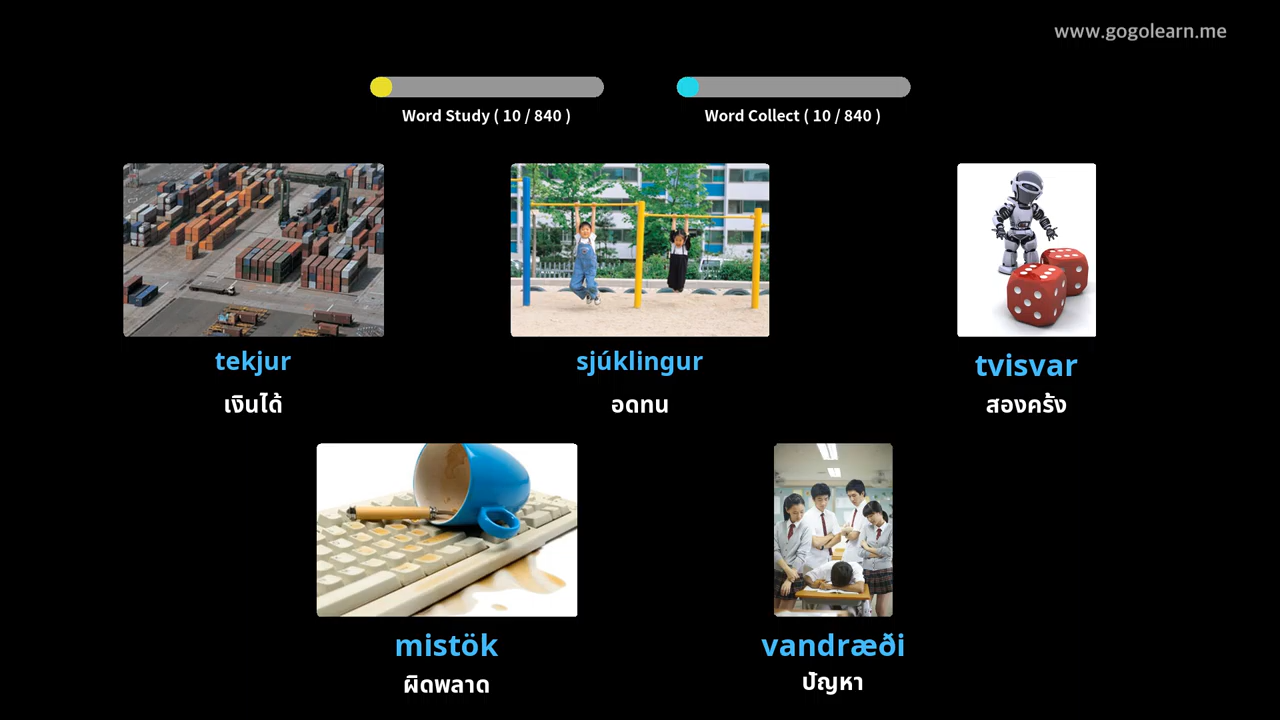 www.gogolearn.me
Word Study ( 10 / 840 )
Word Collect ( 10 / 840 )
tekjur
เงินได้
sjúklingur
อดทน
tvisvar
สองครั้ง
mistök
ผิดพลาด
vandræði
ปัญหา